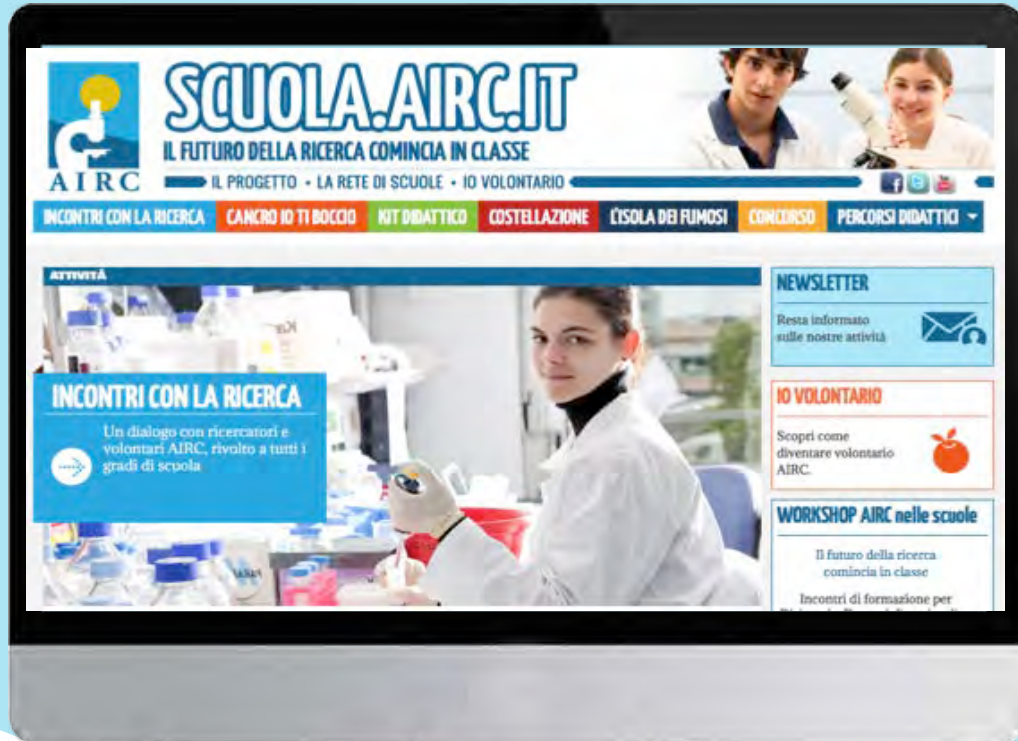 AIRC
SCUOLA.AIRC.IT
IL FUTURO DELLA RICERCA COMINCIA IN CLASSE
IL PROGETTO • LA RETE DI SCUOLE • IO VOLONTARIO
INCONTRI CON LA RICERCA
CANCRO IO TI BOCCIO
KIT DIDATTICO
COSTELLAZIONE
L'ISOLA DEI FUMOSI
CONCORSO
PERCORSI DIDATTICI
ATTIVITÀ
INCONTRI CON LA RICERCA
Un dialogo con ricercatori e
volontari AIRC, rivolto a tutti i
gradi di scuola
NEWSLETTER
Resta informato
sulle nostre attività
IO VOLONTARIO
Scopri come
diventare volontario
AIRC.
WORKSHOP AIRC nelle scuole
Il futuro della ricerca
comincia in classe
Incontri di formazione per